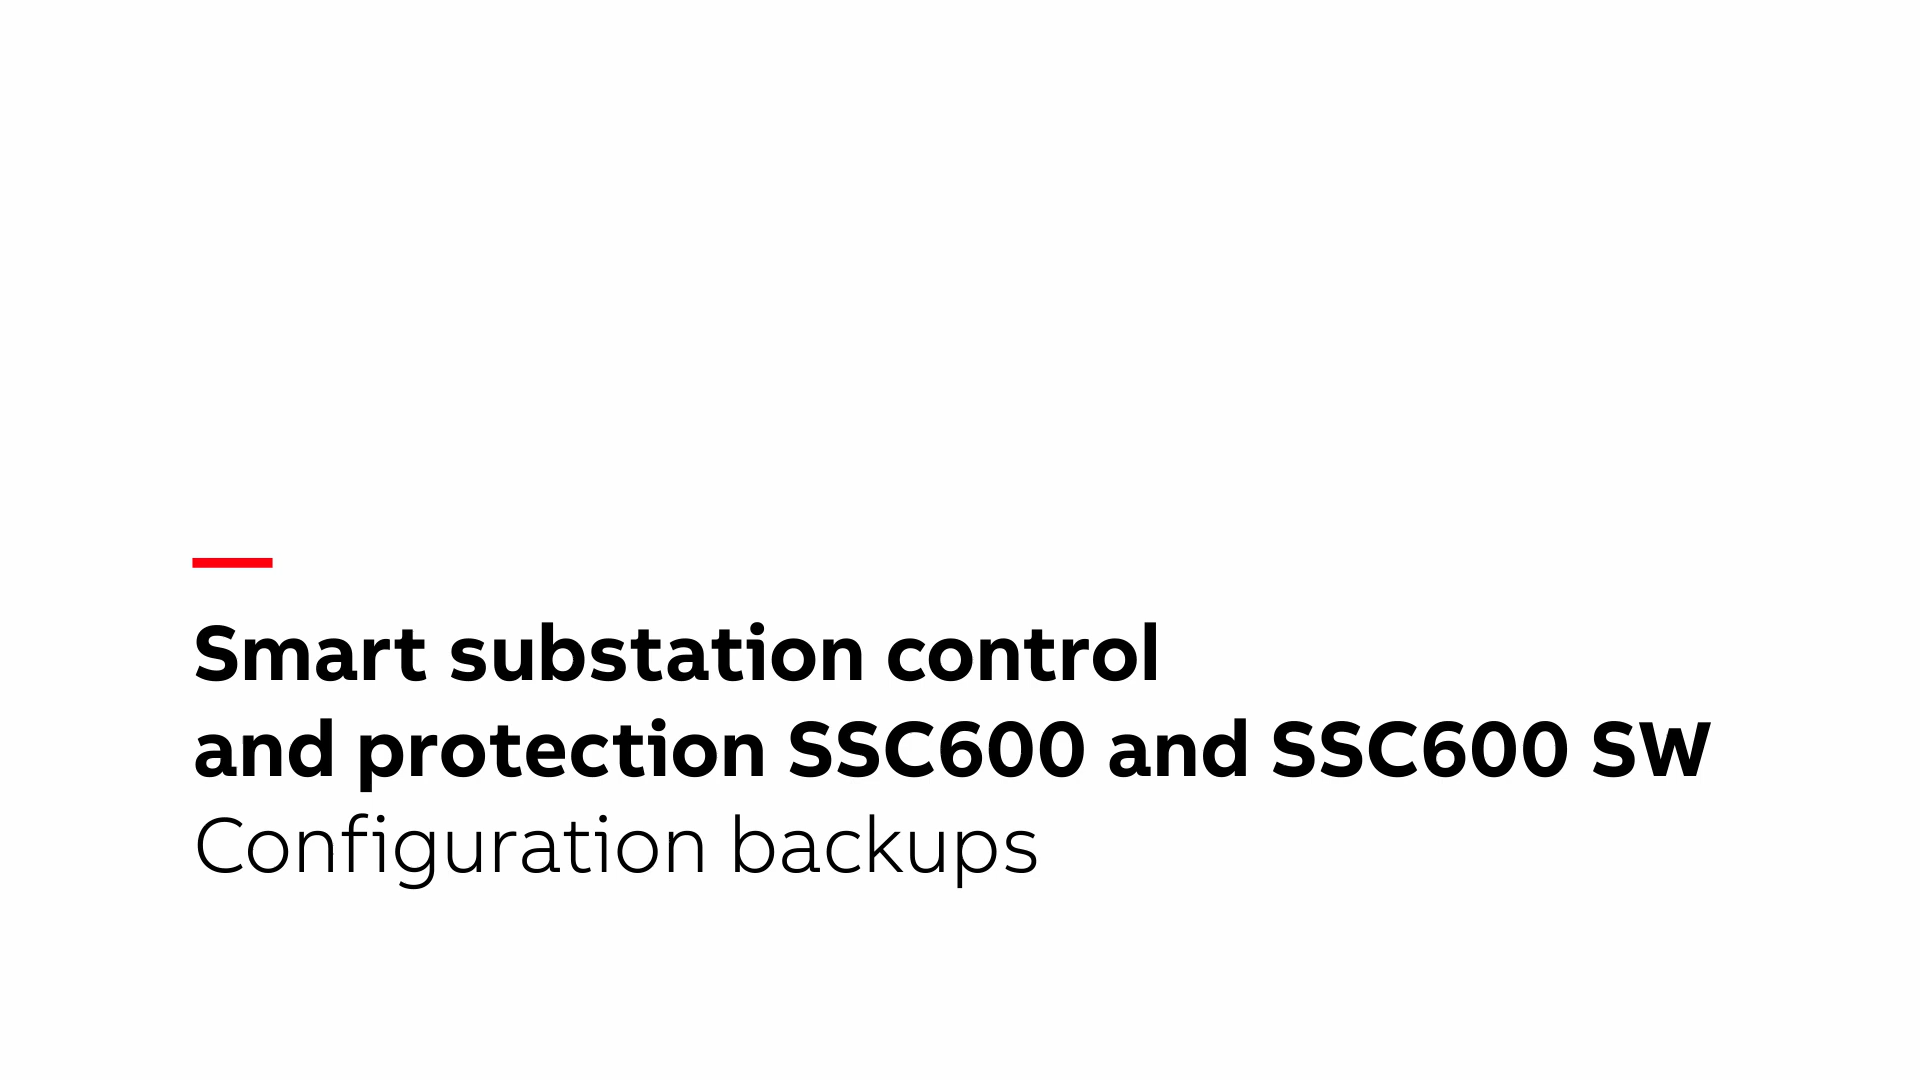 Smart substation control
and protection SSC600 and SSC600 SW
Configuration backups